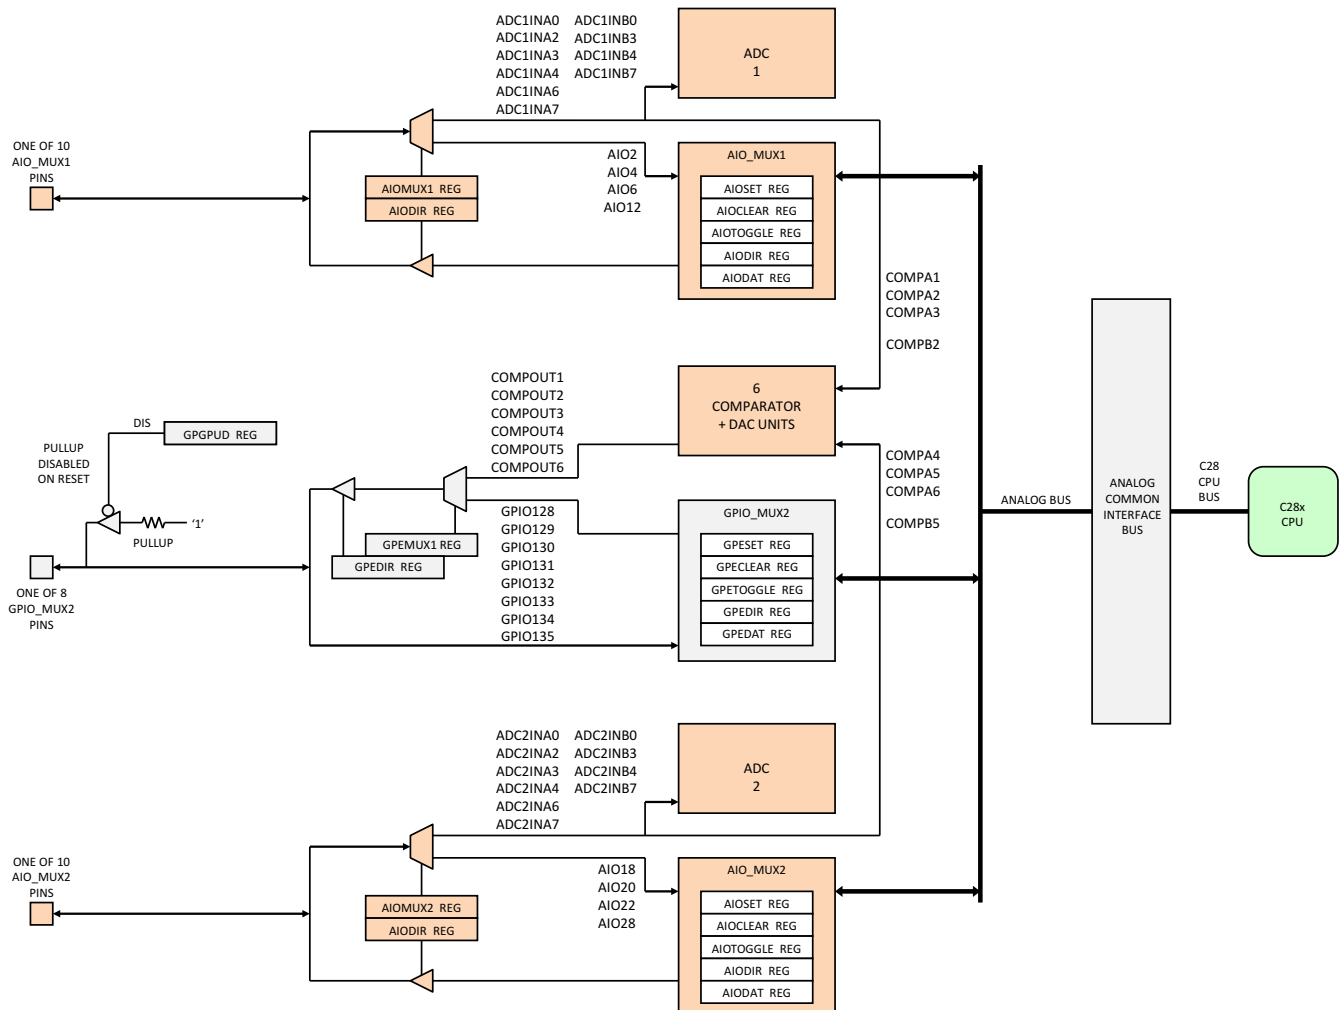 ADC1INA0 ADC1INB0
ADC1INA2 ADC1INB3
ADC1INA3 ADC1INB4
ADC1INA4 ADC1INB7
ADC1INA6
ADC1INA7
ADC
1
ONE OF 10
AIO_MUX1
PINS
AIOMUX1 REG
AIODIR REG
AIO2
AIO4
AIO6
AIO12
AIO_MUX1
AIOSET REG
AIOCLEAR REG
AIOTOGGLE REG
AIODIR REG
AIODAT REG
COMPA1
COMPA2
COMPA3
COMPB2
COMPOUT1
COMPOUT2
COMPOUT3
COMPOUT4
COMPOUT5
COMPOUT6
6
COMPARATOR
+ DAC UNITS
DIS
GPGPUD REG
PULLUP
DISABLED
ON RESET
'1'
PULLUP
ONE OF 8
GPIO_MUX2
PINS
GPEMUX1 REG
GPEDIR REG
GPIO128
GPIO129
GPIO130
GPIO131
GPIO132
GPIO133
GPIO134
GPIO135
GPIO_MUX2
GPESET REG
GPECLEAR REG
GPETOGGLE REG
GPEDIR REG
GPEDAT REG
COMPA4
COMPA5
COMPA6
COMPB5
ANALOG BUS
ANALOG
COMMON
INTERFACE
BUS
C28
CPU
BUS
C28x
CPU
ADC2INA0 ADC2INB0
ADC2INA2 ADC2INB3
ADC2INA3 ADC2INB4
ADC2INA4 ADC2INB7
ADC2INA6
ADC2INA7
ADC
2
ONE OF 10
AIO_MUX2
PINS
AIOMUX2 REG
AIODIR REG
AIO18
AIO20
AIO22
AIO28
AIO_MUX2
AIOSET REG
AIOCLEAR REG
AIOTOGGLE REG
AIODIR REG
AIODAT REG